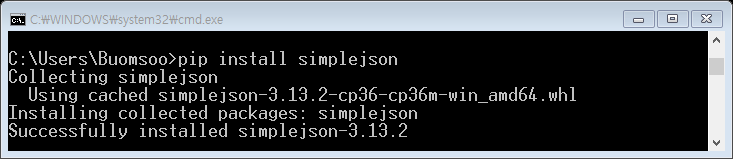 C:₩WINDOWS₩system32₩cmd.exe
C:\Users\Buomsoo>pip install simplejson
Collecting simplejson
  Using cached simplejson-3.13.2-cp36-cp36m-win_amd64.whl
Installing collected packages: simplejson
Successfully installed simplejson-3.13.2